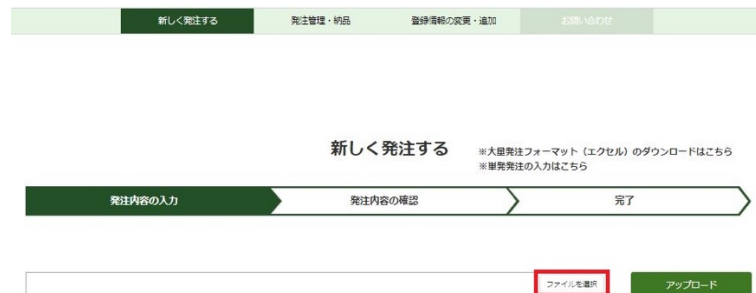 新しく発注する
発注管理・納品
登録情報の変更・追加
お問い合わせ
新しく発注する
※大量発注フォーマット（エクセル）のダウンロードはこちら
※単発発注の入力はこちら
発注内容の入力
発注内容の確認
完了
ファイルを選択
アップロード